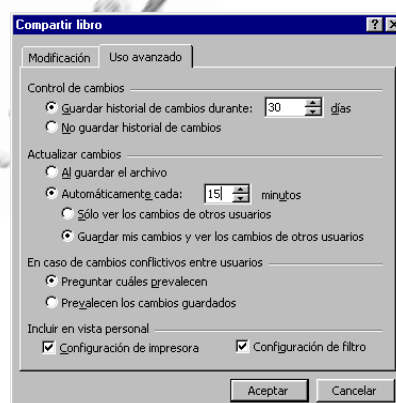 Compartir libro
Modificación Uso avanzado
Control de cambios
Guardar historial de cambios durante: 30 días
No guardar historial de cambios
Actualizar cambios
Al guardar el archivo
Automáticamente cada: 15 minutos
Sólo ver los cambios de otros usuarios
Guardar mis cambios y ver los cambios de otros usuarios
En caso de cambios conflictivos entre usuarios
Preguntar cuáles prevalecen
Prevalecen los cambios guardados
Incluir en vista personal
Configuración de impresora Configuración de filtro
Aceptar Cancelar